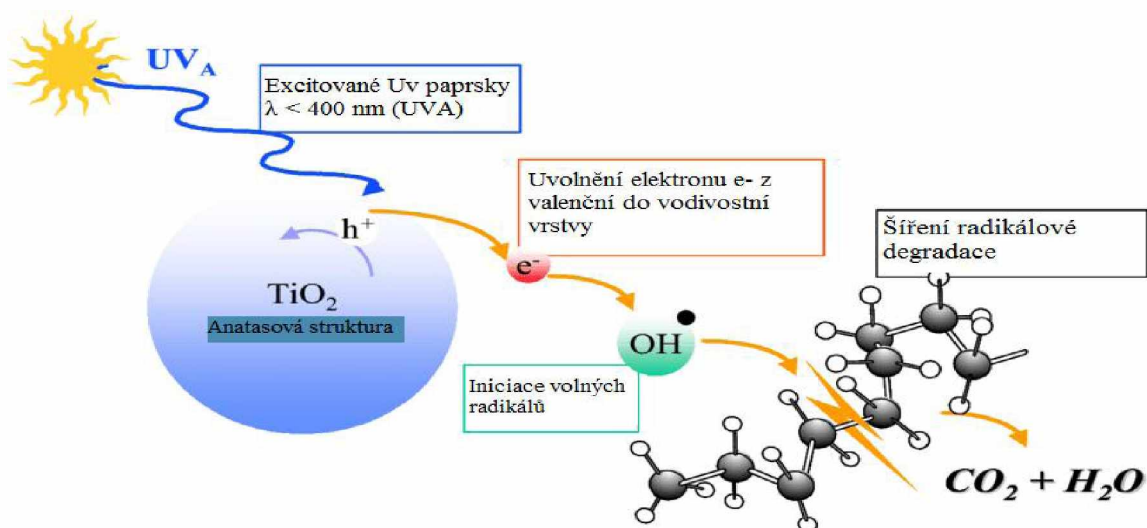 UVA
Excitované Uv paprsky
λ < 400 nm (UVA)
Uvolnění elektronu e- z
valenční do vodivostní
vrstvy
Šíření radikálové
degradace
h⁺
e⁻
TiO₂
Anatasová struktura
OH
Iniciace volných
radikálů
CO₂ + H₂O